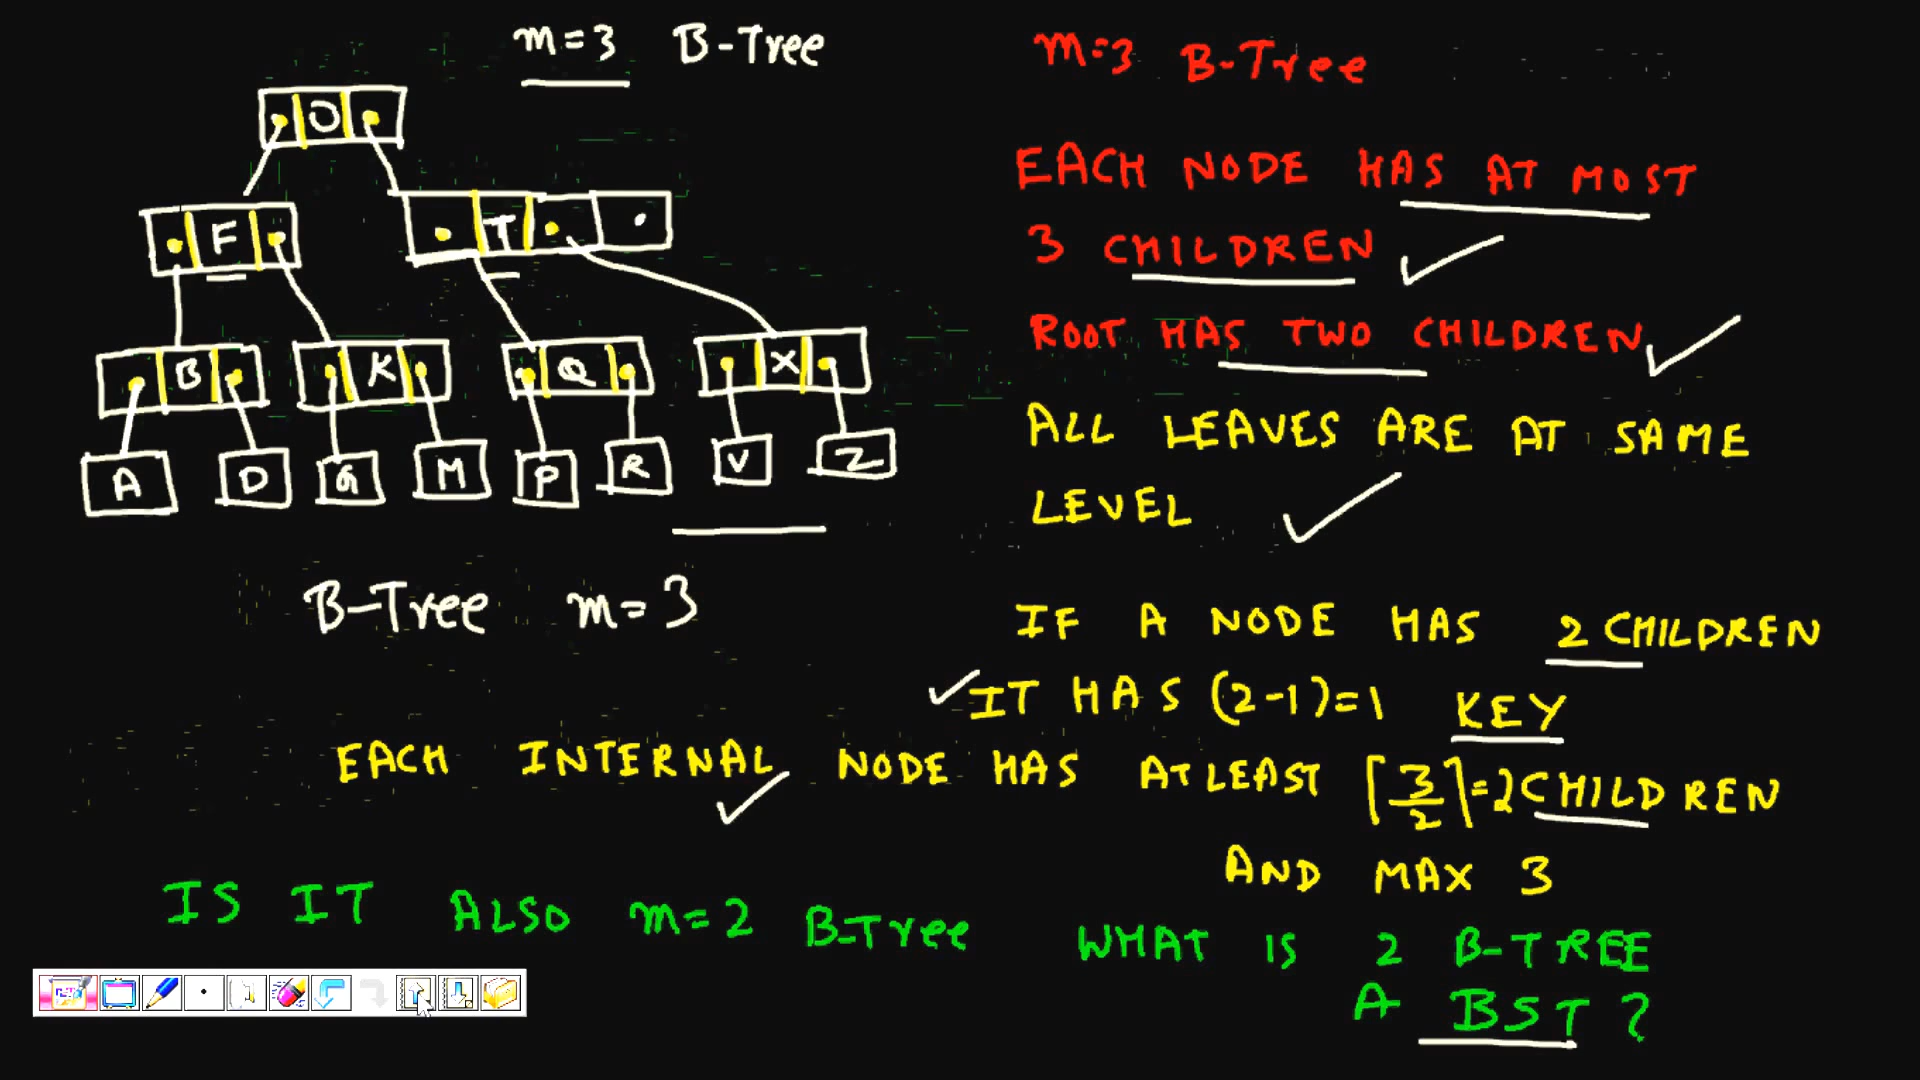 m=3 B-Tree
O
F T
B K Q X
A D G M P R V Z
B-Tree m=3
m=3 B-Tree
EACH NODE HAS AT MOST
3 CHILDREN
ROOT HAS TWO CHILDREN
ALL LEAVES ARE AT SAME
LEVEL
IF A NODE HAS 2 CHILDREN
IT HAS (2-1)=1 KEY
EACH INTERNAL NODE HAS ATLEAST ⌈3/2⌉=2 CHILDREN
AND MAX 3
IS IT ALSO m=2 B-Tree WHAT IS 2 B-TREE
A BST?